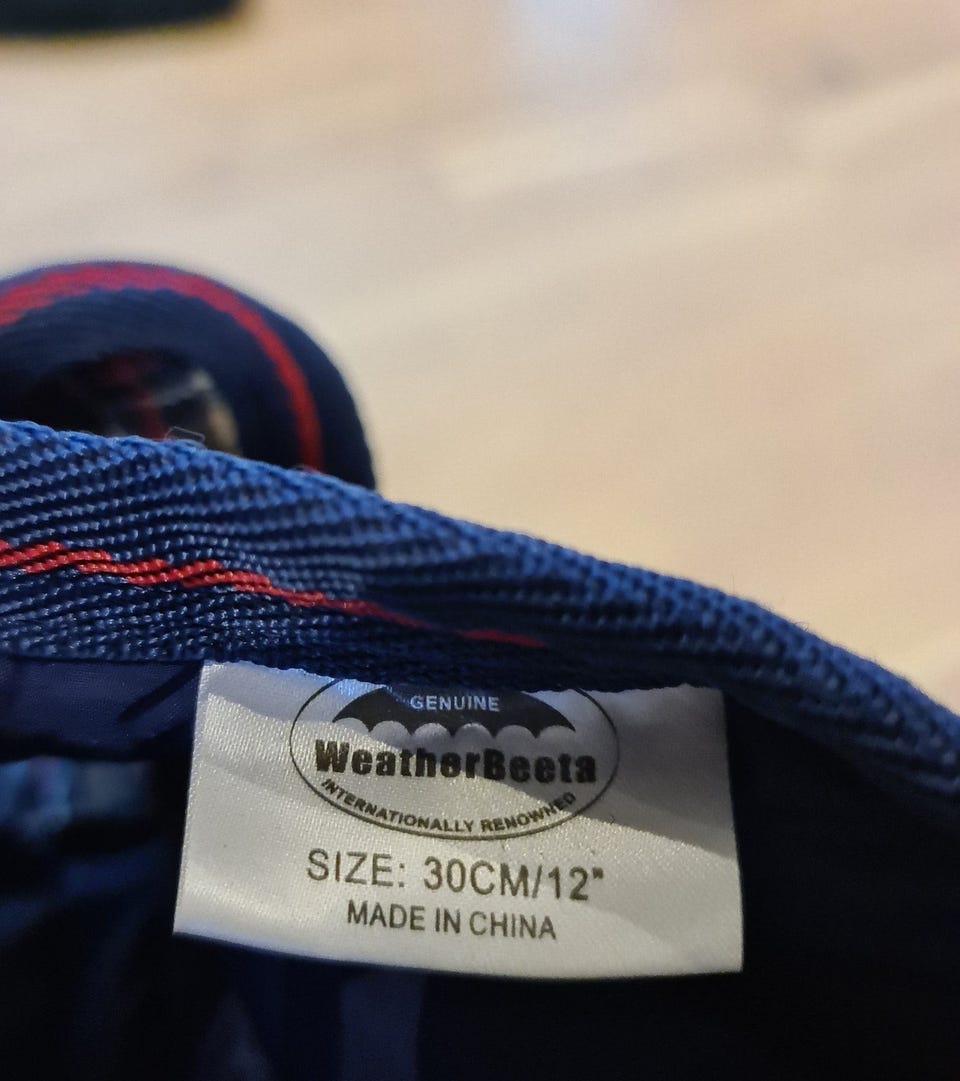 GENUINE
WeatherBeeta
INTERNATIONALLY RENOWNED
SIZE: 30CM/12"
MADE IN CHINA